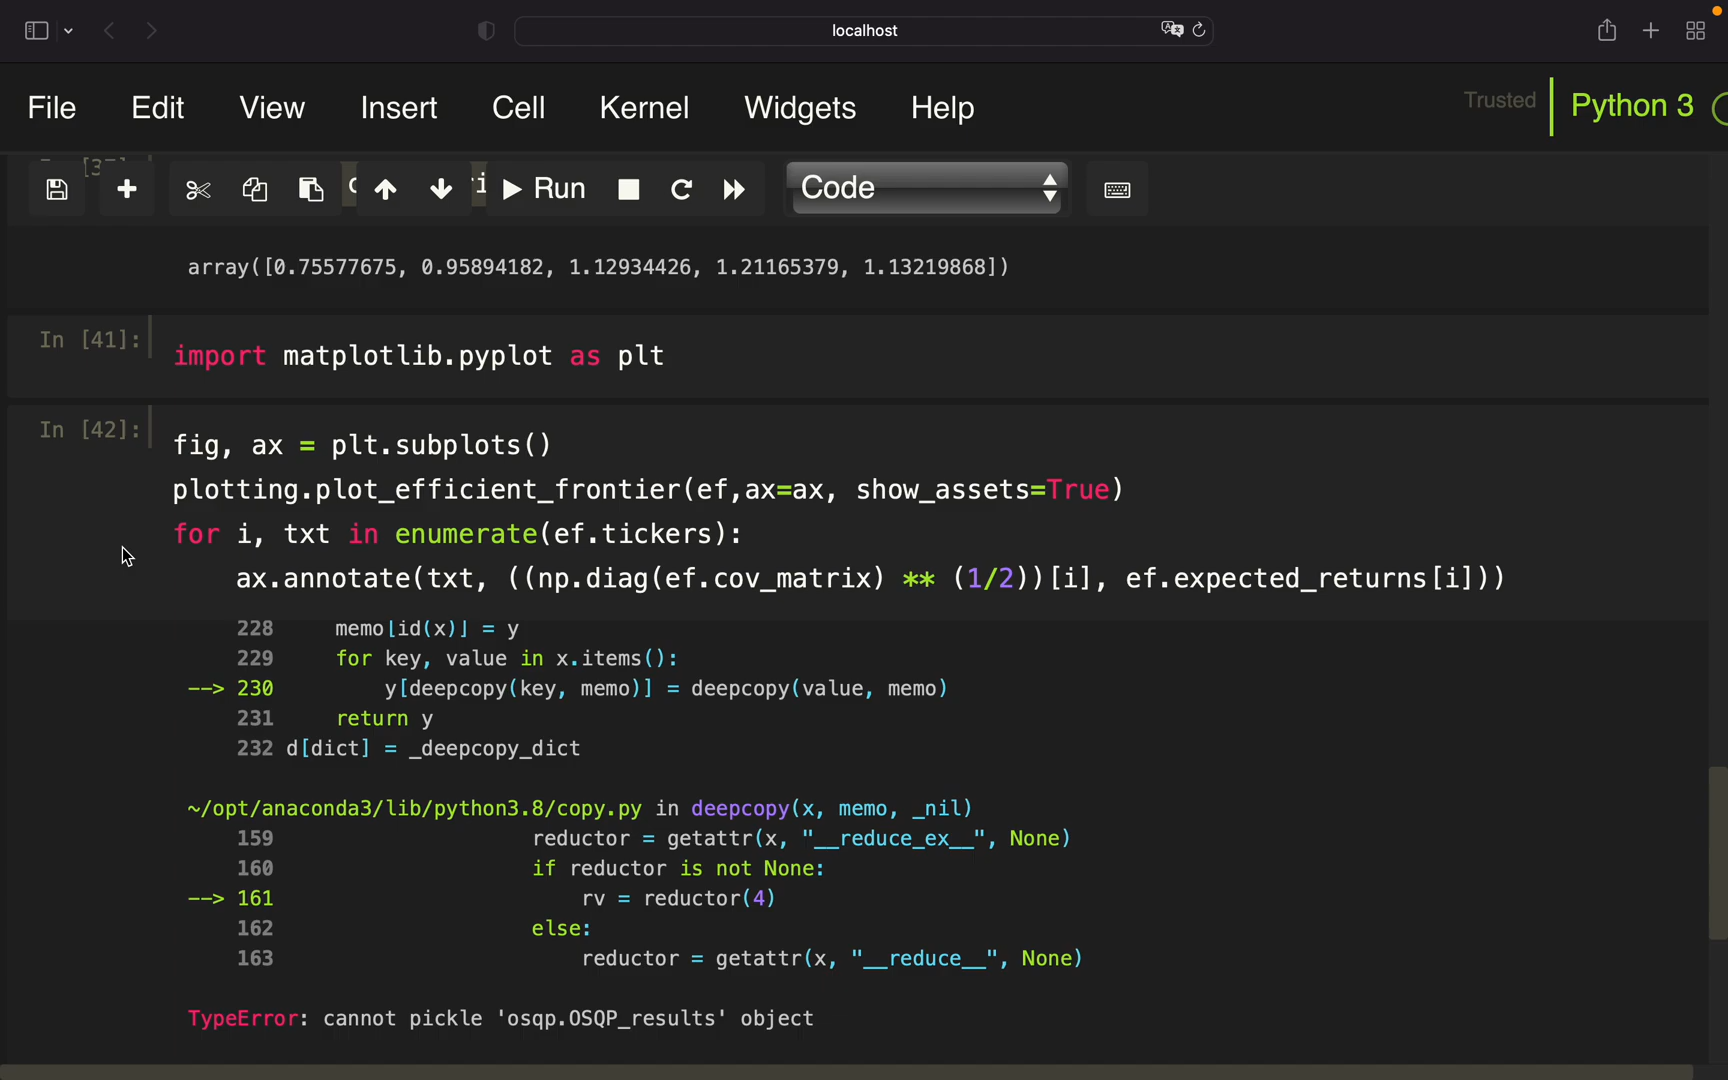 localhost
File Edit View Insert Cell Kernel Widgets Help Trusted Python 3
Run Code
array([0.75577675, 0.95894182, 1.12934426, 1.21165379, 1.13219868])
In [41]: import matplotlib.pyplot as plt
In [42]: fig, ax = plt.subplots()
plotting.plot_efficient_frontier(ef,ax=ax, show_assets=True)
for i, txt in enumerate(ef.tickers):
ax.annotate(txt, ((np.diag(ef.cov_matrix) ** (1/2))[i], ef.expected_returns[i]))
228 memo[id(x)] = y
229 for key, value in x.items():
--> 230 y[deepcopy(key, memo)] = deepcopy(value, memo)
231 return y
232 d[dict] = _deepcopy_dict
~/opt/anaconda3/lib/python3.8/copy.py in deepcopy(x, memo, _nil)
159 reductor = getattr(x, "__reduce_ex__", None)
160 if reductor is not None:
--> 161 rv = reductor(4)
162 else:
163 reductor = getattr(x, "__reduce__", None)
TypeError: cannot pickle 'osqp.OSQP_results' object